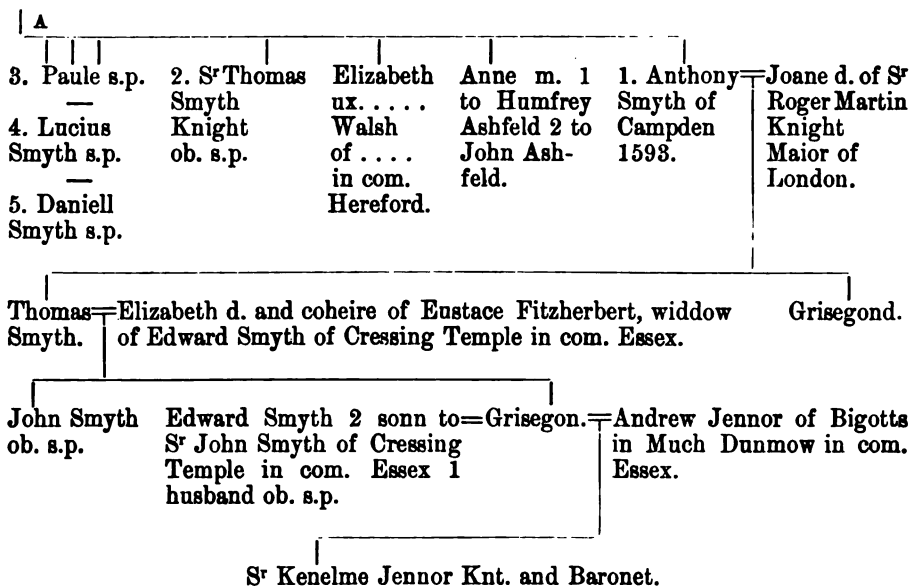 A
3. Paule s.p.
—
4. Lucius
Smyth s.p.
—
5. Daniell
Smyth s.p.
2. Sʳ Thomas
Smyth
Knight
ob. s.p.
Elizabeth
ux. . . . .
Walsh
of . . . .
in com.
Hereford.
Anne m. 1
to Humfrey
Ashfeld 2 to
John Ash-
feld.
1. Anthony
Smyth of
Campden
1593.
Joane d. of Sʳ
Roger Martin
Knight
Maior of
London.
Thomas
Smyth.
Elizabeth d. and coheire of Eustace Fitzherbert, widdow
of Edward Smyth of Cressing Temple in com. Essex.
Grisegond.
John Smyth
ob. s.p.
Edward Smyth 2 sonn to
Sʳ John Smyth of Cressing
Temple in com. Essex 1
husband ob. s.p.
=Grisegon.
Andrew Jennor of Bigotts
in Much Dunmow in com.
Essex.
Sʳ Kenelme Jennor Knt. and Baronet.